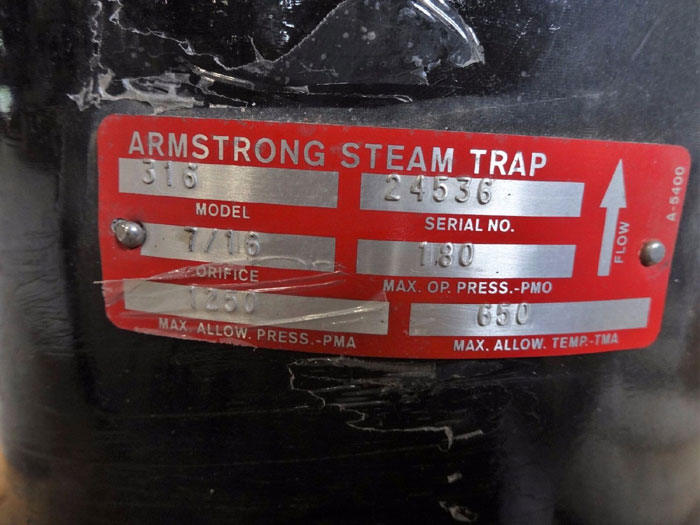 ARMSTRONG STEAM TRAP
316 24536
MODEL SERIAL NO.
7/16 180
ORIFICE MAX. OP. PRESS.-PMO
1250 650
MAX. ALLOW. PRESS.-PMA MAX. ALLOW. TEMP.-TMA
FLOW
A-5400